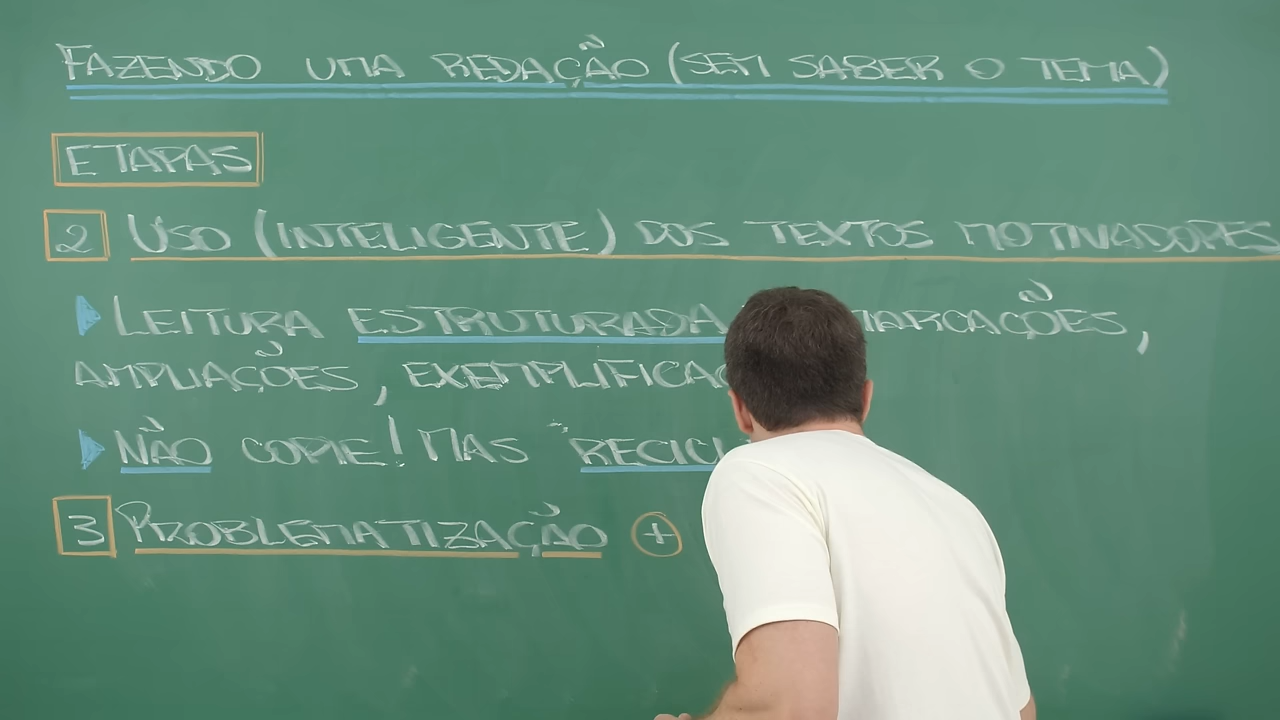 FAZENDO UMA REDAÇÃO (SEM SABER O TEMA)
ETAPAS
2 USO (INTELIGENTE) DOS TEXTOS MOTIVADORES
LEITURA ESTRUTURADA MARCAÇÕES,
AMPLIAÇÕES, EXEMPLIFICAÇ
NÃO COPIE! MAS "RECICL
3 PROBLEMATIZAÇÃO +